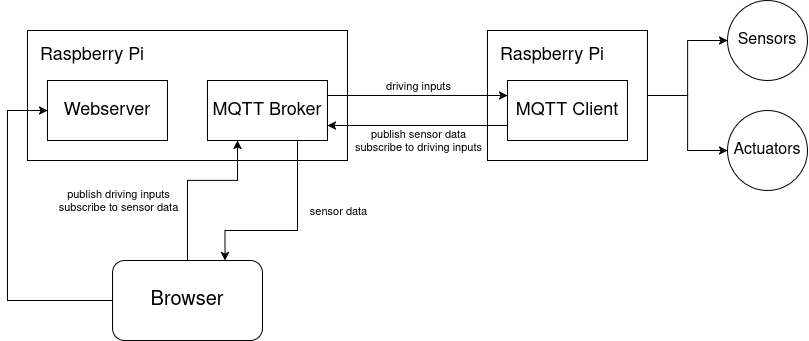 Raspberry Pi
Webserver
MQTT Broker
driving inputs
publish sensor data
subscribe to driving inputs
Raspberry Pi
MQTT Client
Sensors
Actuators
publish driving inputs
subscribe to sensor data
sensor data
Browser